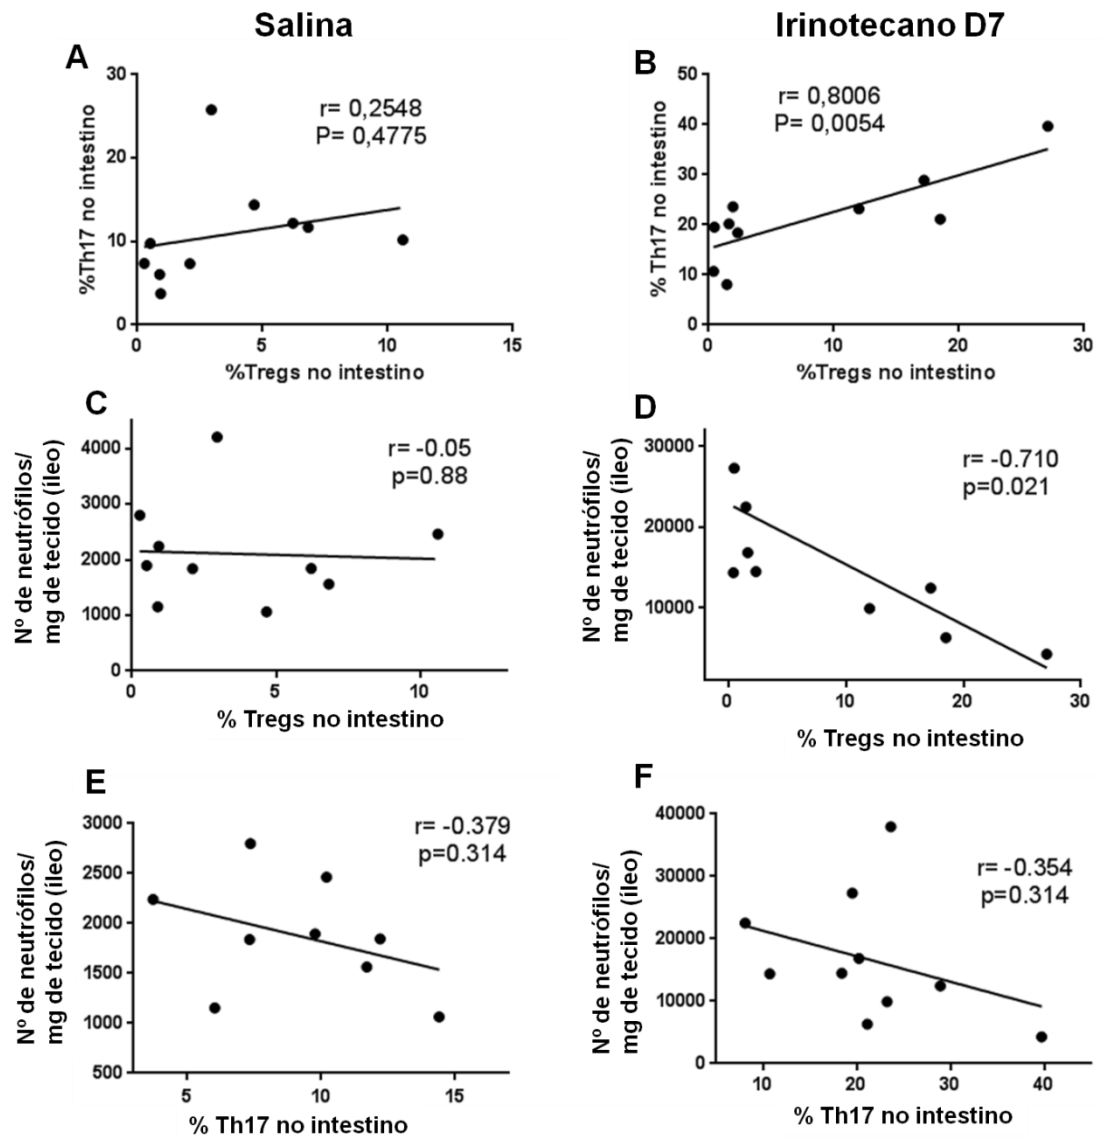 Salina
Irinotecano D7
A
30
20
10
0
%Th17 no intestino
r= 0,2548
P= 0,4775
0 5 10 15
%Tregs no intestino
B
50
40
30
20
10
0
% Th17 no intestino
r= 0,8006
P= 0,0054
0 10 20 30
%Tregs no intestino
C
4000
3000
2000
1000
0
Nº de neutrófilos/
mg de tecido (íleo)
r= -0.05
p=0.88
0 5 10
% Tregs no intestino
D
30000
20000
10000
Nº de neutrófilos/
mg de tecido (íleo)
r= -0.710
p=0.021
0 10 20 30
% Tregs no intestino
E
3000
2500
2000
1500
1000
500
Nº de neutrófilos/
mg de tecido (íleo)
r= -0.379
p=0.314
5 10 15
% Th17 no intestino
F
40000
30000
20000
10000
0
Nº de neutrófilos/
mg de tecido (íleo)
r= -0.354
p=0.314
10 20 30 40
% Th17 no intestino